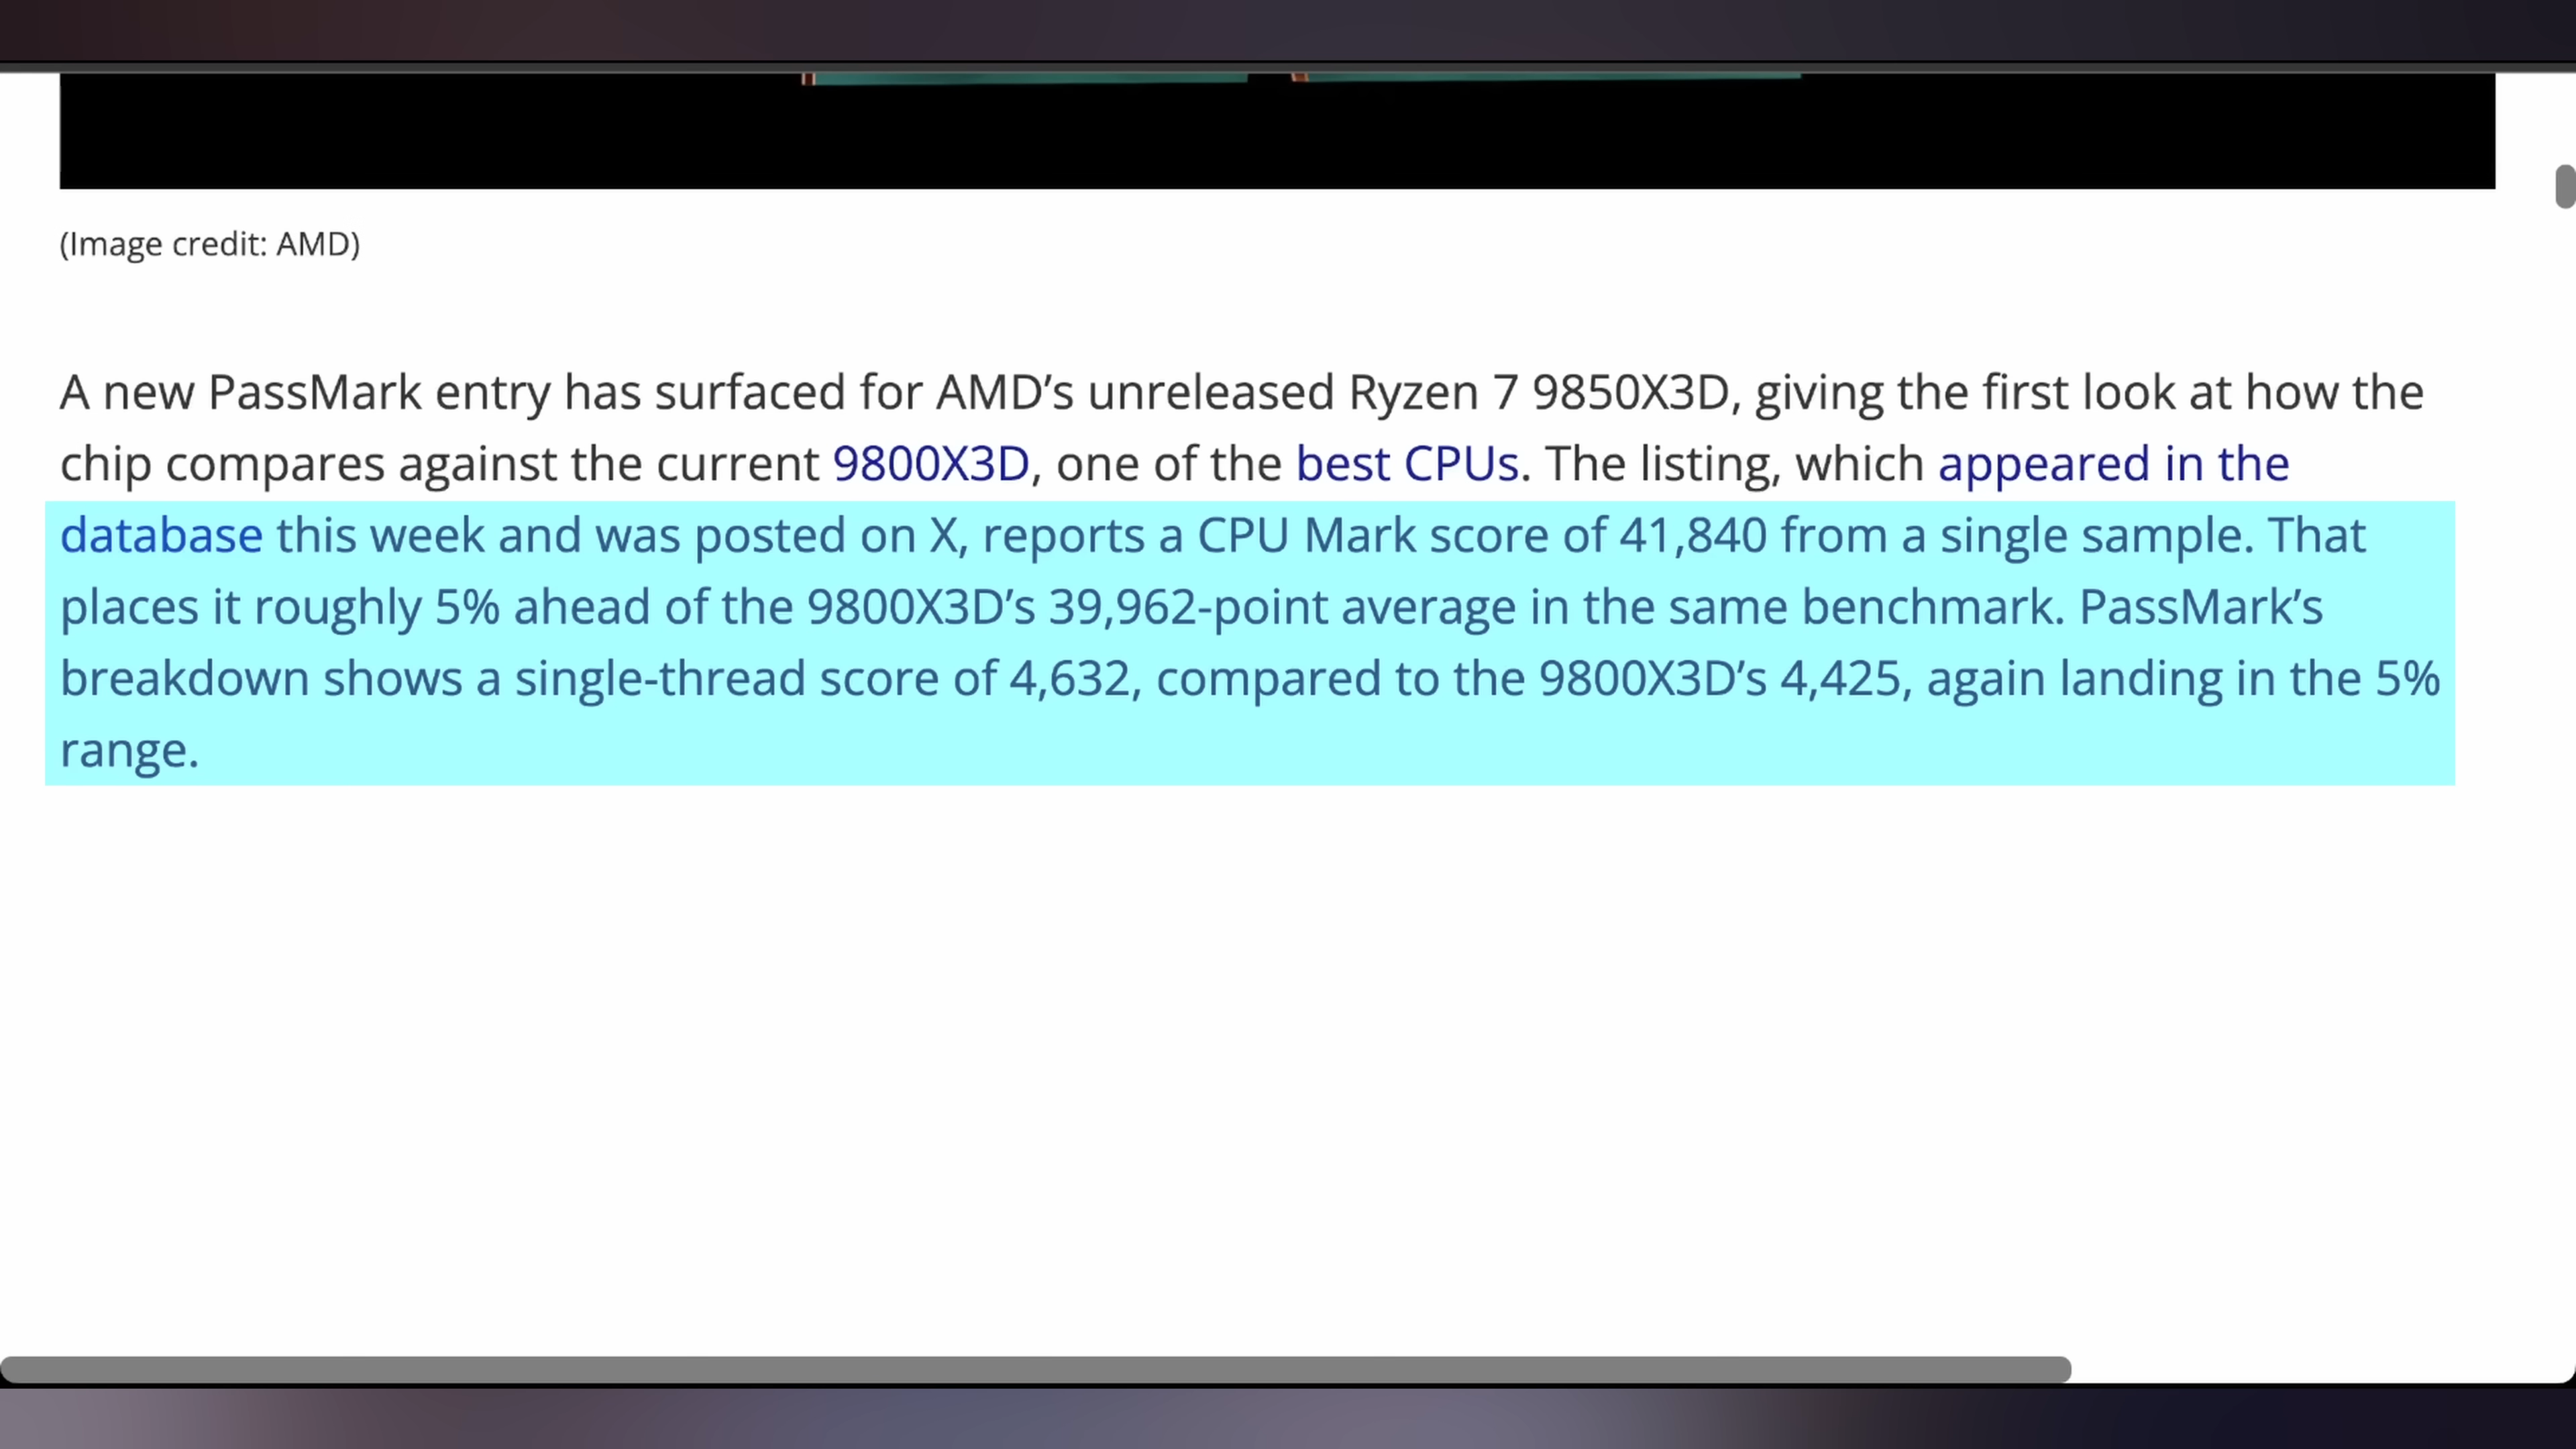 (Image credit: AMD)
A new PassMark entry has surfaced for AMD’s unreleased Ryzen 7 9850X3D, giving the first look at how the
chip compares against the current 9800X3D, one of the best CPUs. The listing, which appeared in the
database this week and was posted on X, reports a CPU Mark score of 41,840 from a single sample. That
places it roughly 5% ahead of the 9800X3D’s 39,962-point average in the same benchmark. PassMark’s
breakdown shows a single-thread score of 4,632, compared to the 9800X3D’s 4,425, again landing in the 5%
range.